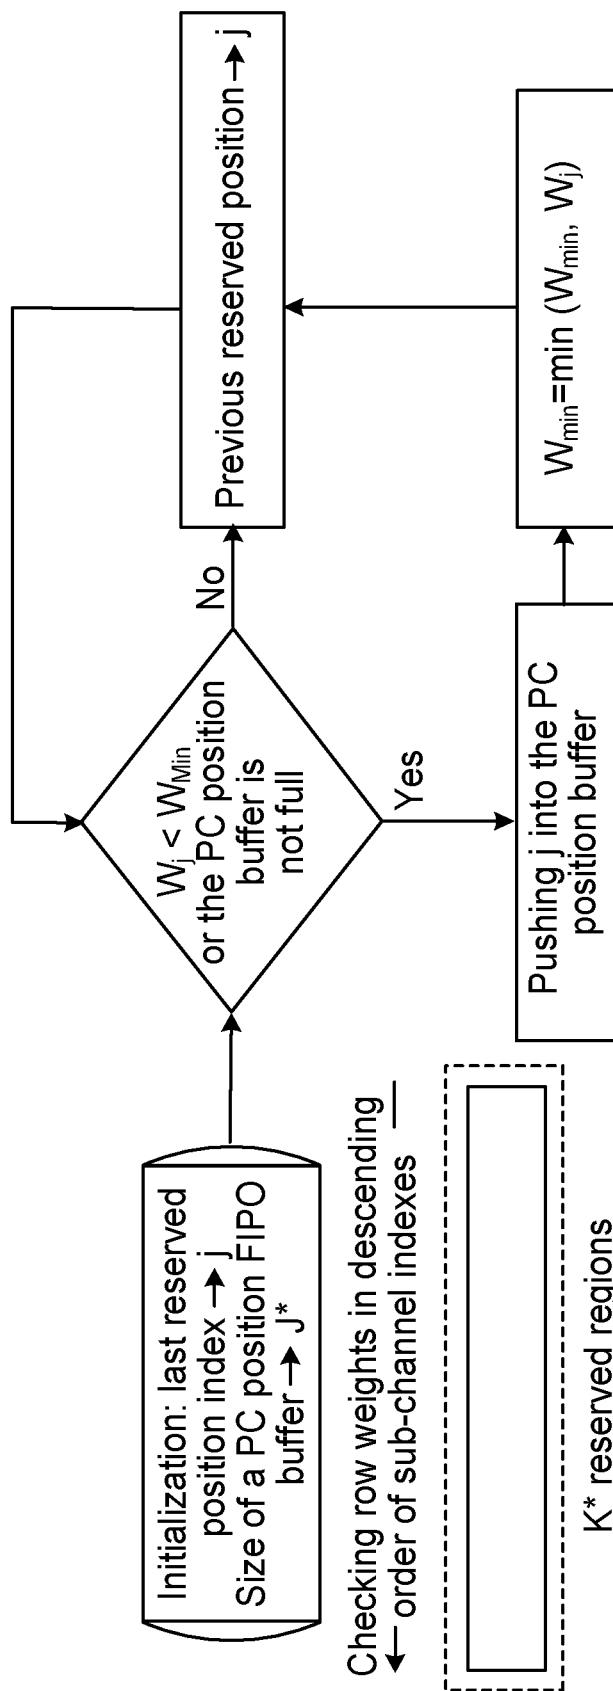 Initialization: last reserved
position index → j
Size of a PC position FIPO
buffer → J*
W_j < W_Min
or the PC position
buffer is
not full
No
Previous reserved position → j
Yes
Pushing j into the PC
position buffer
W_min=min (W_min, W_j)
Checking row weights in descending
order of sub-channel indexes
K* reserved regions